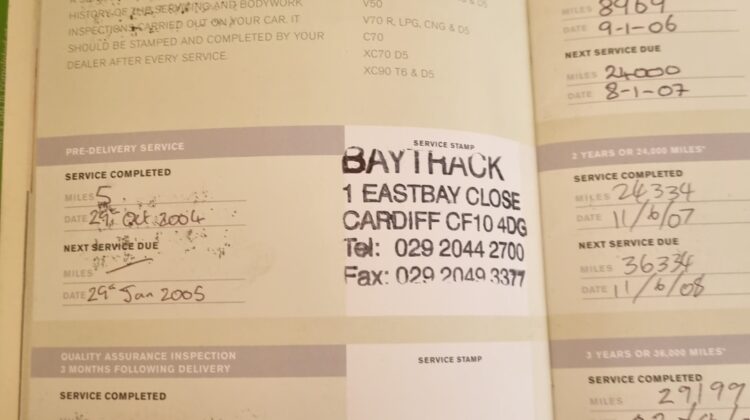 HISTORY OF THE SERVICING AND BODYWORK
INSPECTIONS CARRIED OUT ON YOUR CAR. IT
SHOULD BE STAMPED AND COMPLETED BY YOUR
DEALER AFTER EVERY SERVICE.
V50
V70 R, LPG, CNG & D5
C70
XC70 D5
XC90 T6 & D5
PRE-DELIVERY SERVICE
SERVICE COMPLETED
MILES 5
DATE 29th Oct 2004
NEXT SERVICE DUE
MILES
DATE 29th Jan 2005
SERVICE STAMP
BAYTRACK
1 EASTBAY CLOSE
CARDIFF CF10 4DG
Tel: 029 2044 2700
Fax: 029 2049 3377
QUALITY ASSURANCE INSPECTION
3 MONTHS FOLLOWING DELIVERY
SERVICE COMPLETED
SERVICE STAMP
MILES 8969
DATE 9-1-06
NEXT SERVICE DUE
MILES 24000
DATE 8-1-07
2 YEARS OR 24,000 MILES*
SERVICE COMPLETED
MILES 24334
DATE 11/6/07
NEXT SERVICE DUE
MILES 36334
DATE 11/6/08
3 YEARS OR 36,000 MILES*
SERVICE COMPLETED
MILES 29199